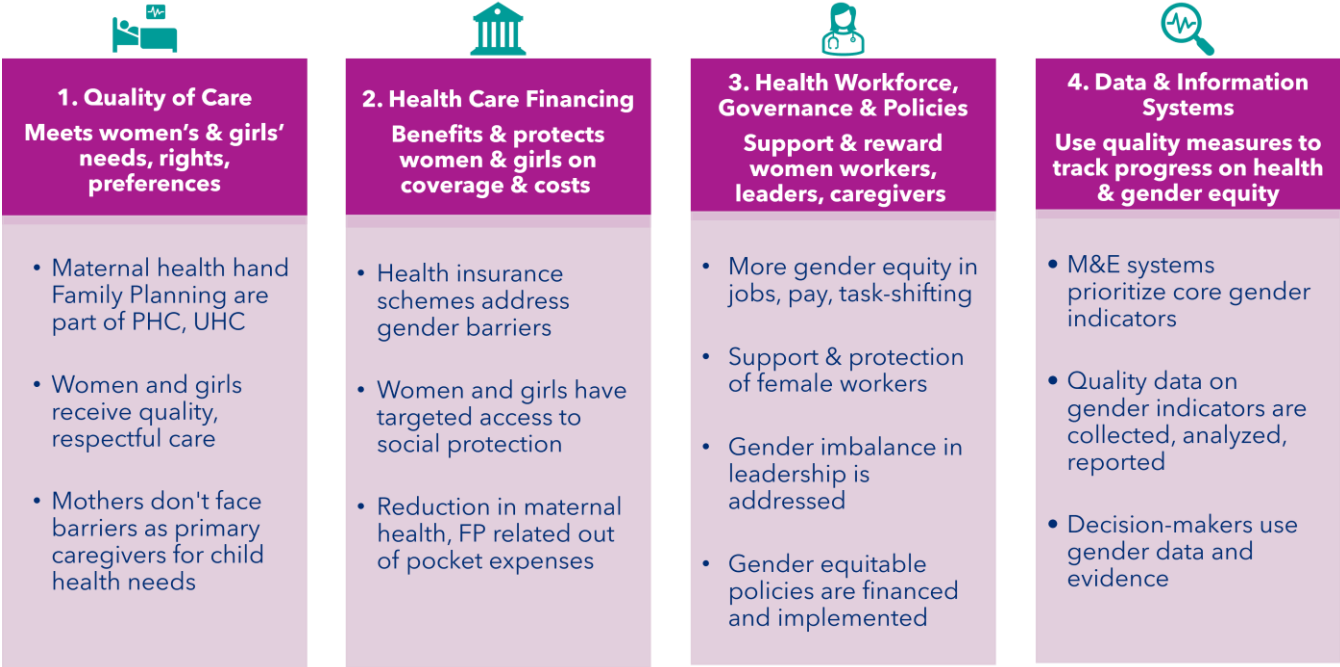 1. Quality of Care
Meets women's & girls'
needs, rights,
preferences
• Maternal health hand
Family Planning are
part of PHC, UHC
• Women and girls
receive quality,
respectful care
• Mothers don't face
barriers as primary
caregivers for child
health needs
2. Health Care Financing
Benefits & protects
women & girls on
coverage & costs
• Health insurance
schemes address
gender barriers
• Women and girls have
targeted access to
social protection
• Reduction in maternal
health, FP related out
of pocket expenses
3. Health Workforce,
Governance & Policies
Support & reward
women workers,
leaders, caregivers
• More gender equity in
jobs, pay, task-shifting
• Support & protection
of female workers
• Gender imbalance in
leadership is
addressed
• Gender equitable
policies are financed
and implemented
4. Data & Information
Systems
Use quality measures to
track progress on health
& gender equity
• M&E systems
prioritize core gender
indicators
• Quality data on
gender indicators are
collected, analyzed,
reported
• Decision-makers use
gender data and
evidence